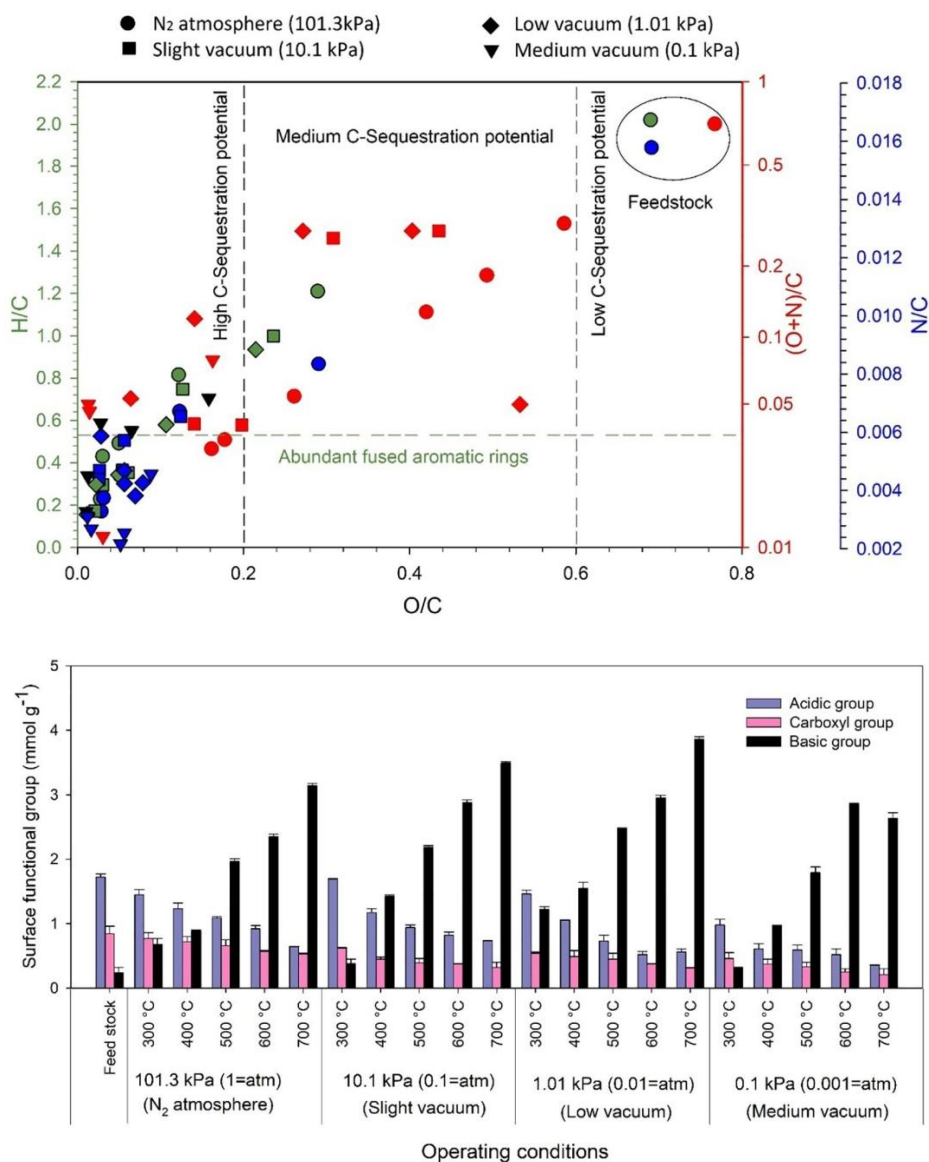 N₂ atmosphere (101.3kPa)
Low vacuum (1.01 kPa)
Slight vacuum (10.1 kPa)
Medium vacuum (0.1 kPa)
2.2
2.0
1.8
1.6
1.4
1.2
1.0
0.8
0.6
0.4
0.2
0.0
H/C
High C-Sequestration potential
Medium C-Sequestration potential
Low C-Sequestration potential
Feedstock
Abundant fused aromatic rings
1
0.5
0.2
0.1
0.05
0.01
(O+N)/C
0.018
0.016
0.014
0.012
0.010
0.008
0.006
0.004
0.002
N/C
0.0
0.2
0.4
0.6
0.8
O/C
Surface functional group (mmol g⁻¹)
5
4
3
2
1
0
Acidic group
Carboxyl group
Basic group
Feed stock
300 °C
400 °C
500 °C
600 °C
700 °C
300 °C
400 °C
500 °C
600 °C
700 °C
300 °C
400 °C
500 °C
600 °C
700 °C
300 °C
400 °C
500 °C
600 °C
700 °C
101.3 kPa (1=atm)
(N₂ atmosphere)
10.1 kPa (0.1=atm)
(Slight vacuum)
1.01 kPa (0.01=atm)
(Low vacuum)
0.1 kPa (0.001=atm)
(Medium vacuum)
Operating conditions